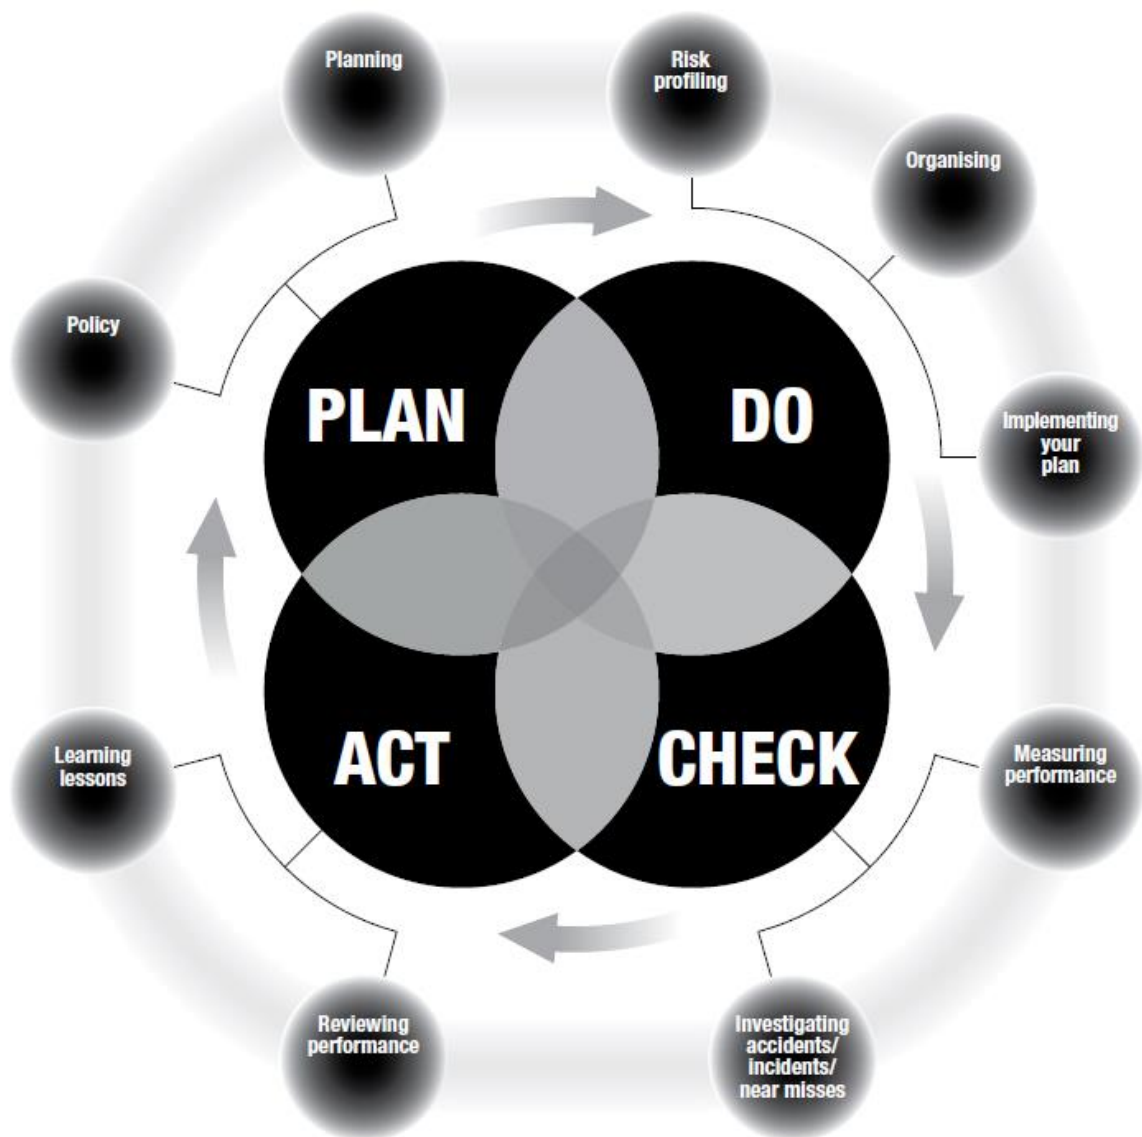 Planning
Risk
profiling
Organising
Policy
PLAN
DO
Implementing
your
plan
ACT
CHECK
Learning
lessons
Measuring
performance
Reviewing
performance
Investigating
accidents/
incidents/
near misses